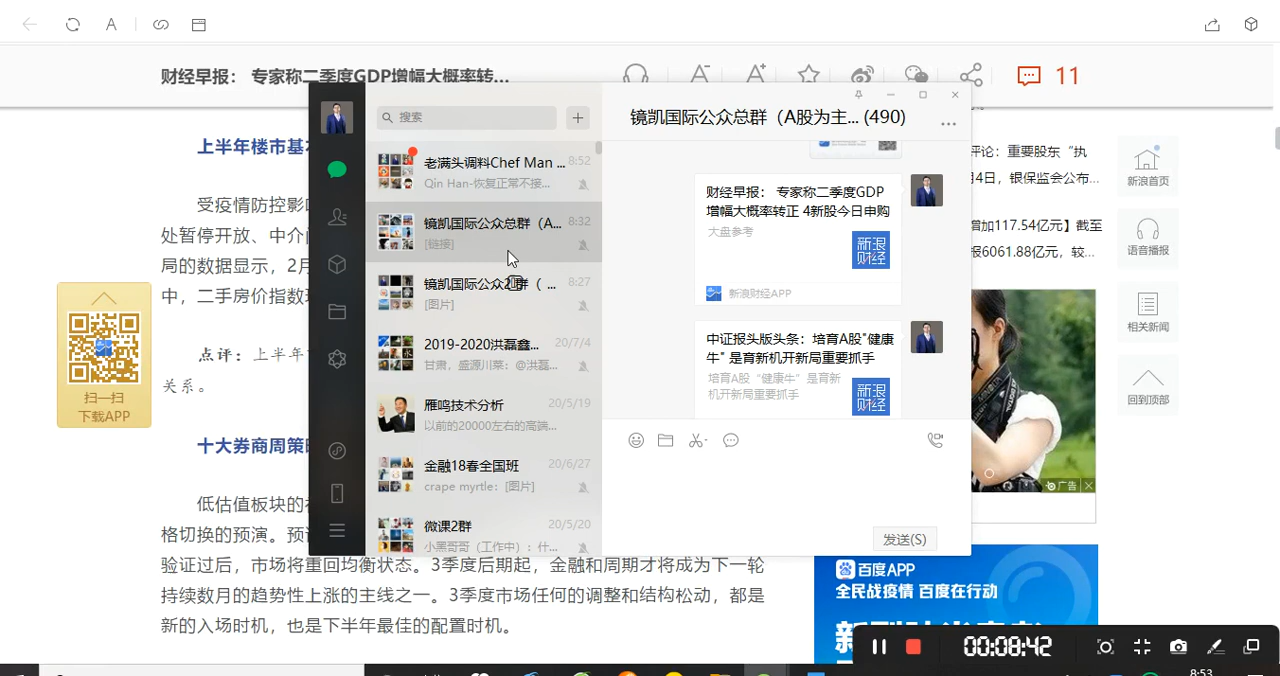 A
财经早报： 专家称二季度GDP增幅大概率转...
A-
A+
11
上半年楼市基
受疫情防控影
处暂停开放、中介
局的数据显示，2月
中，二手房价指数
点评：上半年
关系。
十大券商周策
低估值板块的
格切换的预演。预
验证过后，市场将重回均衡状态。3季度后期起，金融和周期才将成为下一轮
持续数月的趋势性上涨的主线之一。3季度市场任何的调整和结构松动，都是
新的入场时机，也是下半年最佳的配置时机。
扫一扫
下载APP
搜索
老满头调料Chef Man ...
8:52
Qin Han-恢复正常不接...
镜凯国际公众总群（A...
8:32
[链接]
镜凯国际公众2群（ ...
8:27
[图片]
2019-2020洪磊鑫...
20/7/4
甘肃，盛源川菜：@洪磊...
雁鸣技术分析
20/5/19
以前的20000左右的高端...
金融18春全国班
20/6/27
crape myrtle：[图片]
微课2群
20/5/20
小黑哥哥（工作中）：什...
镜凯国际公众总群（A股为主... (490)
财经早报： 专家称二季度GDP
增幅大概率转正 4新股今日申购
大盘参考
新浪
财经
新浪财经APP
中证报头版头条：培育A股"健康
牛" 是育新机开新局重要抓手
培育A股“健康牛”是育新
机开新局重要抓手
新浪
财经
发送(S)
评论：重要股东“执
月4日，银保监会公布...
增加117.54亿元】截至
报6061.88亿元，较...
新浪首页
语音播报
相关新闻
回到顶部
广告
百度APP
全民战疫情 百度在行动
00:08:42
8:53